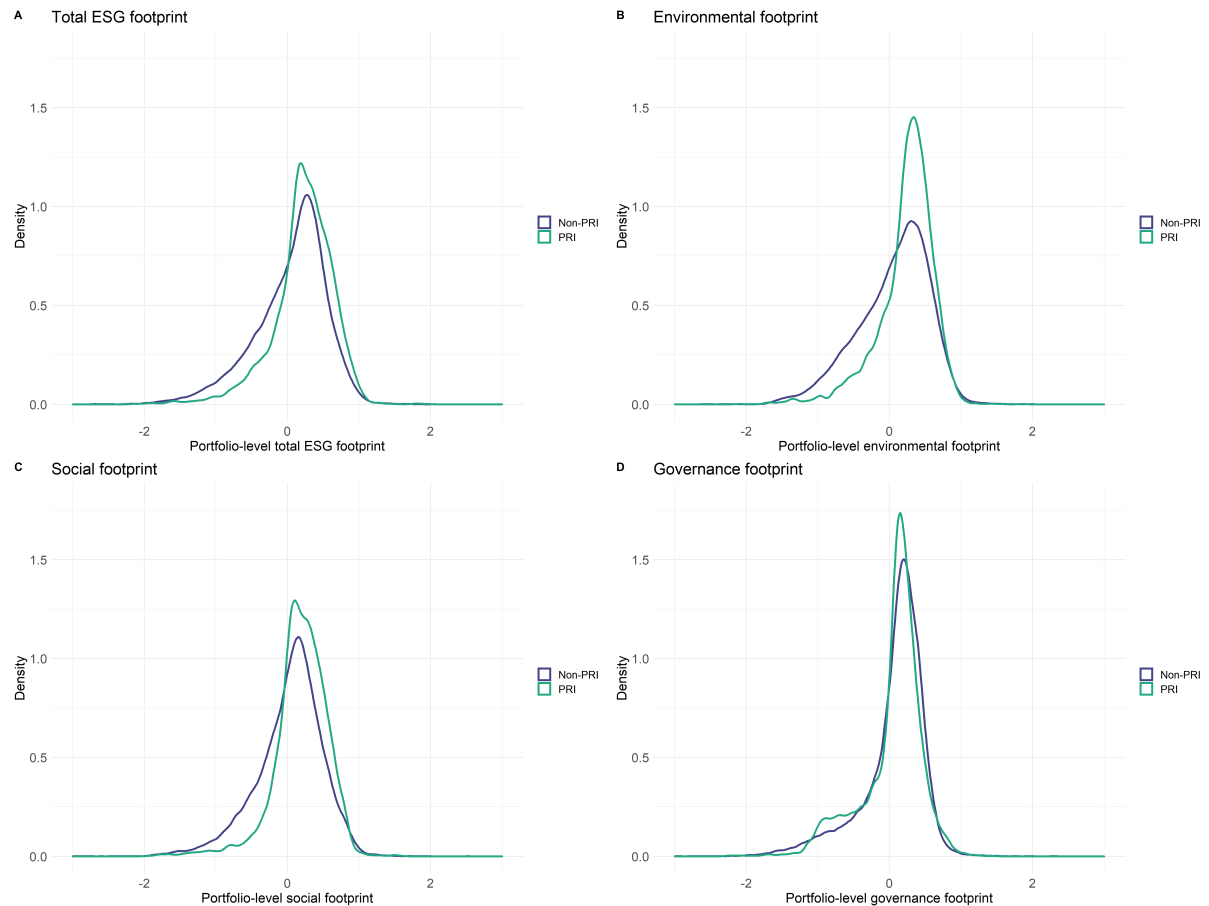 A Total ESG footprint
1.5
1.0
0.5
0.0
Density
-2 0 2
Portfolio-level total ESG footprint
Non-PRI
PRI
B Environmental footprint
1.5
1.0
0.5
0.0
Density
-2 0 2
Portfolio-level environmental footprint
Non-PRI
PRI
C Social footprint
1.5
1.0
0.5
0.0
Density
-2 0 2
Portfolio-level social footprint
Non-PRI
PRI
D Governance footprint
1.5
1.0
0.5
0.0
Density
-2 0 2
Portfolio-level governance footprint
Non-PRI
PRI